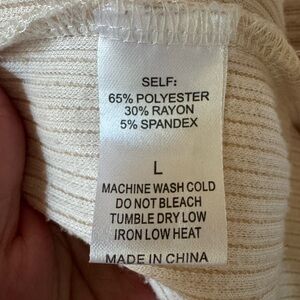 SELF:
65% POLYESTER
30% RAYON
5% SPANDEX
L
MACHINE WASH COLD
DO NOT BLEACH
TUMBLE DRY LOW
IRON LOW HEAT
MADE IN CHINA